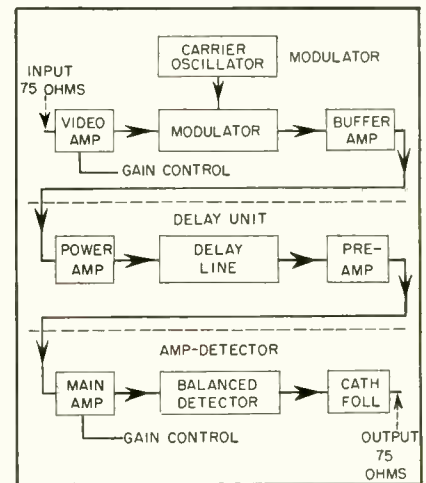 CARRIER
OSCILLATOR
MODULATOR
INPUT
75 OHMS
VIDEO
AMP
MODULATOR
BUFFER
AMP
GAIN CONTROL
DELAY UNIT
POWER
AMP
DELAY
LINE
PRE-
AMP
AMP-DETECTOR
MAIN
AMP
BALANCED
DETECTOR
CATH
FOLL
GAIN CONTROL
OUTPUT
75
OHMS